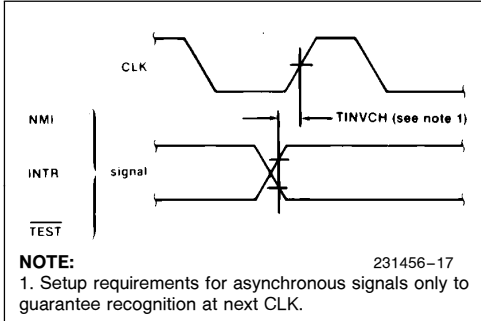 CLK
TINVCH (see note 1)
NMI
INTR
signal
TEST
NOTE: 231456–17
1. Setup requirements for asynchronous signals only to
guarantee recognition at next CLK.